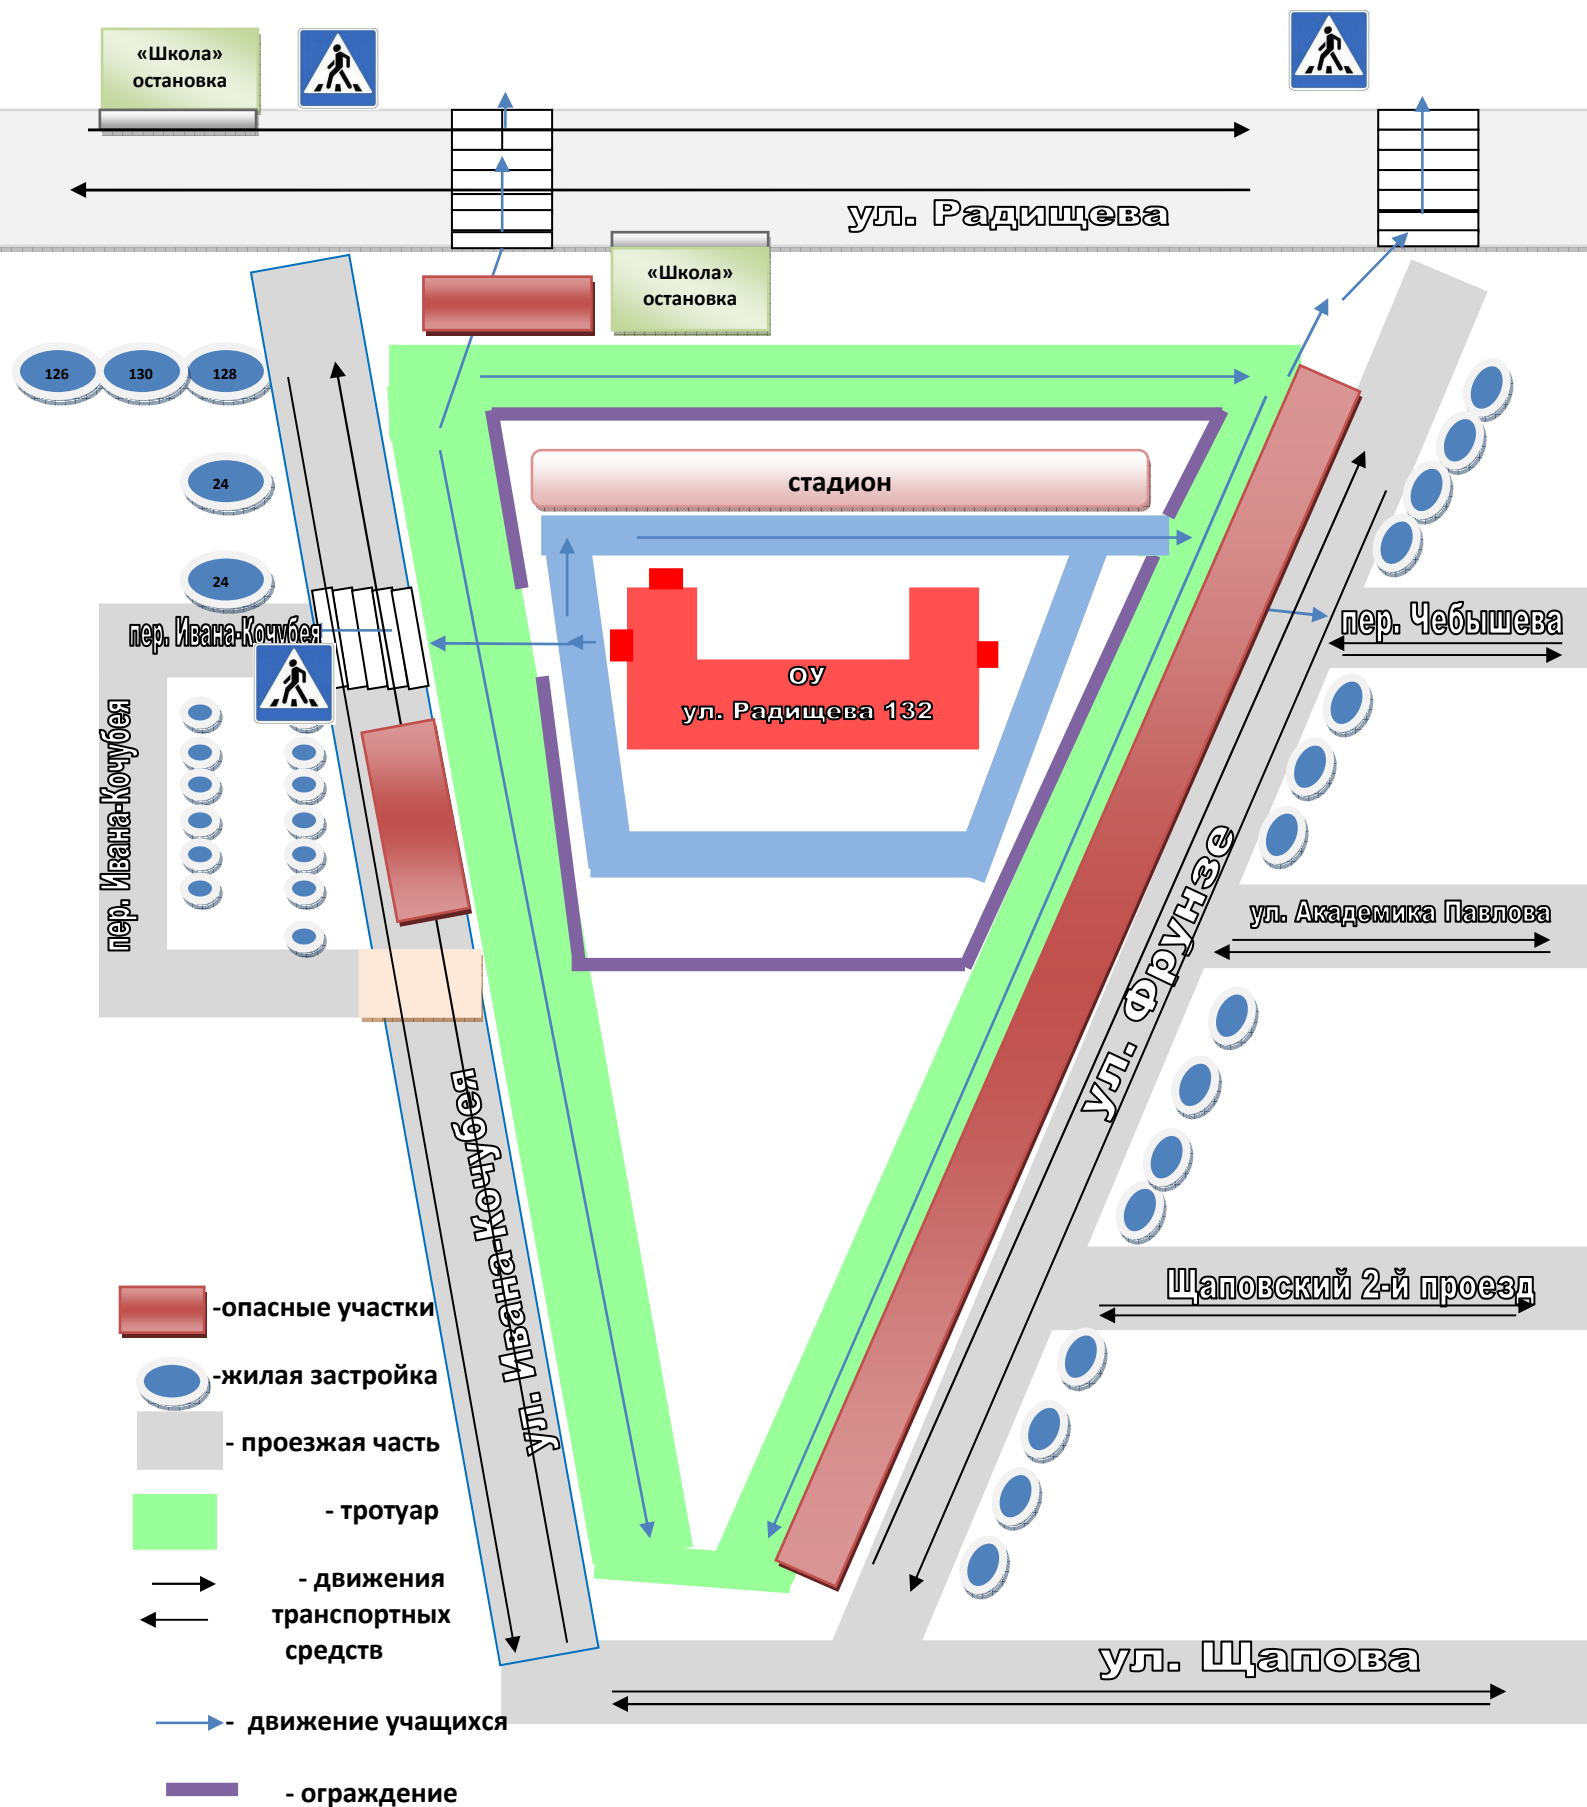 «Школа»
остановка
ул. Радищева
«Школа»
остановка
126
130
128
24
стадион
24
пер. Ивана-Кочубея
пер. Чебышева
ОУ
ул. Радищева 132
пер. Ивана-Кочубея
ул. Фрунзе
ул. Академика Павлова
ул. Ивана-Кочубея
Щаповский 2-й проезд
-опасные участки
-жилая застройка
- проезжая часть
- тротуар
- движения
транспортных
средств
ул. Щапова
- движение учащихся
- ограждение